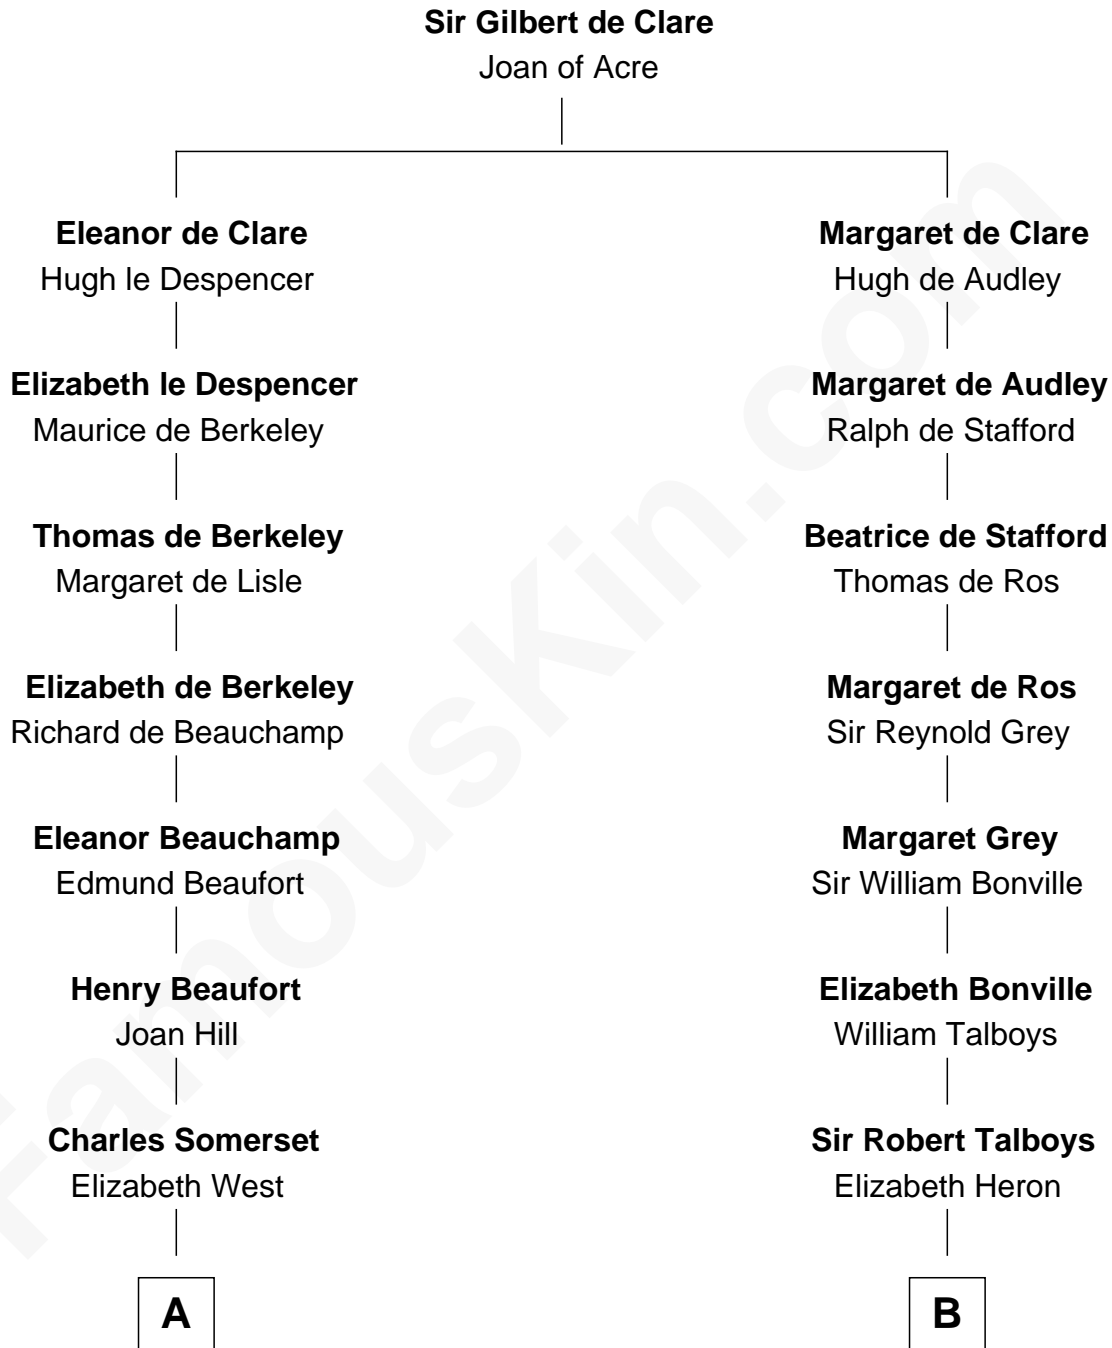 Sir Gilbert de Clare
Joan of Acre
Eleanor de Clare
Hugh le Despencer
Margaret de Clare
Hugh de Audley
Elizabeth le Despencer
Maurice de Berkeley
Margaret de Audley
Ralph de Stafford
Thomas de Berkeley
Margaret de Lisle
Beatrice de Stafford
Thomas de Ros
Elizabeth de Berkeley
Richard de Beauchamp
Margaret de Ros
Sir Reynold Grey
Eleanor Beauchamp
Edmund Beaufort
Margaret Grey
Sir William Bonville
Henry Beaufort
Joan Hill
Elizabeth Bonville
William Talboys
Charles Somerset
Elizabeth West
Sir Robert Talboys
Elizabeth Heron
A
B
FamousKin.com